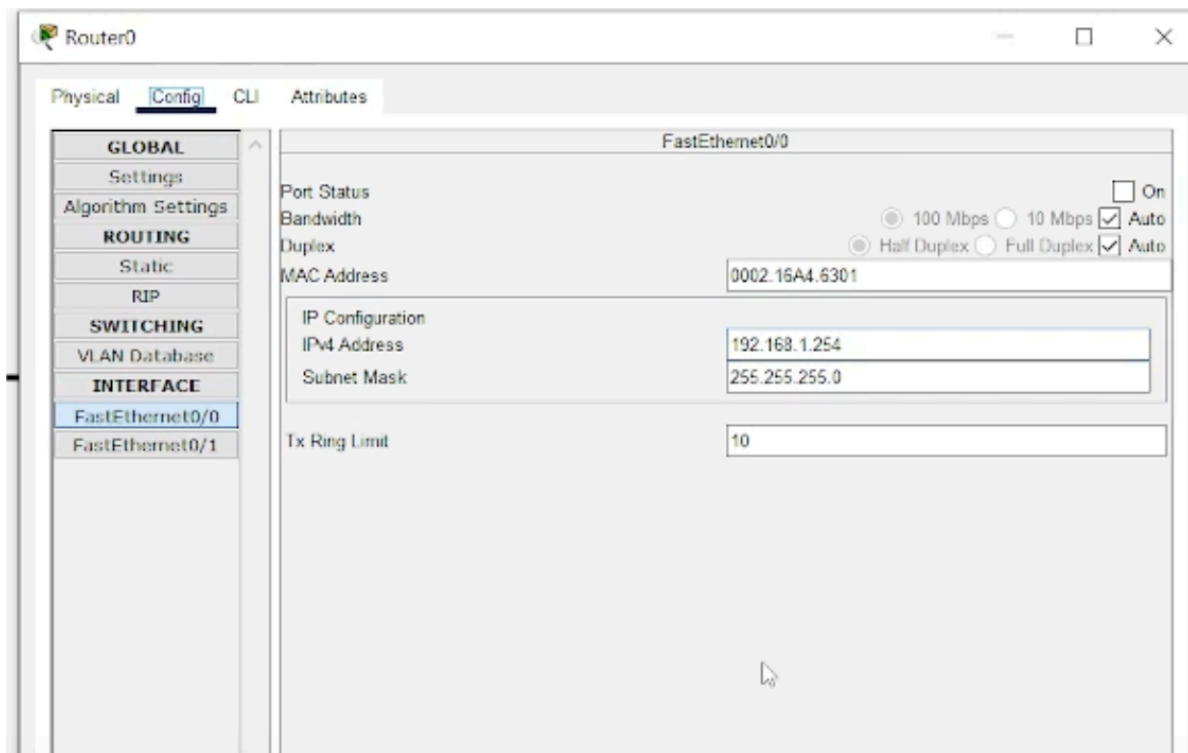 Router0
Physical Config CLI Attributes
GLOBAL
Settings
Algorithm Settings
ROUTING
Static
RIP
SWITCHING
VLAN Database
INTERFACE
FastEthernet0/0
FastEthernet0/1
FastEthernet0/0
Port Status On
Bandwidth 100 Mbps 10 Mbps Auto
Duplex Half Duplex Full Duplex Auto
MAC Address 0002.16A4.6301
IP Configuration
IPv4 Address 192.168.1.254
Subnet Mask 255.255.255.0
Tx Ring Limit 10